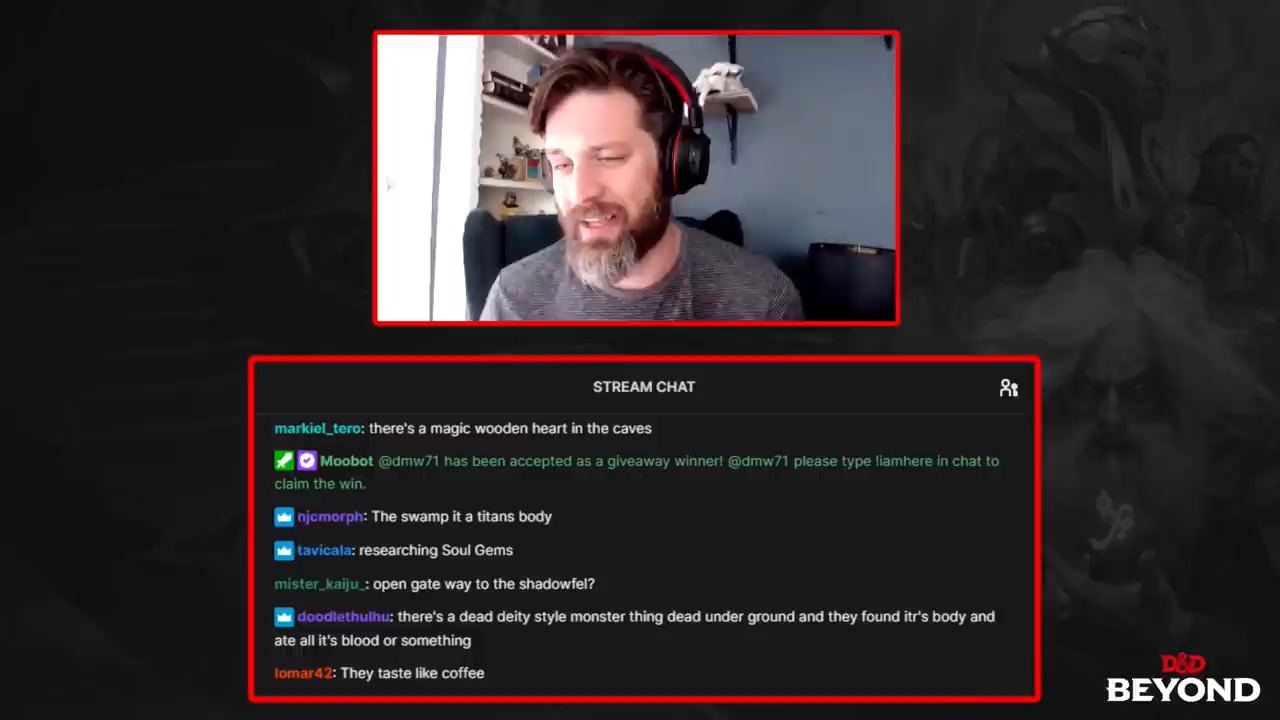 STREAM CHAT
markiel_tero: there's a magic wooden heart in the caves
Moobot @dmw71 has been accepted as a giveaway winner! @dmw71 please type liamhere in chat to
claim the win.
njcmorph: The swamp it a titans body
tavicala: researching Soul Gems
mister_kaiju_: open gate way to the shadowfel?
doodlethulhu: there's a dead deity style monster thing dead under ground and they found itr's body and
ate all it's blood or something
lomar42: They taste like coffee
D&D
BEYOND